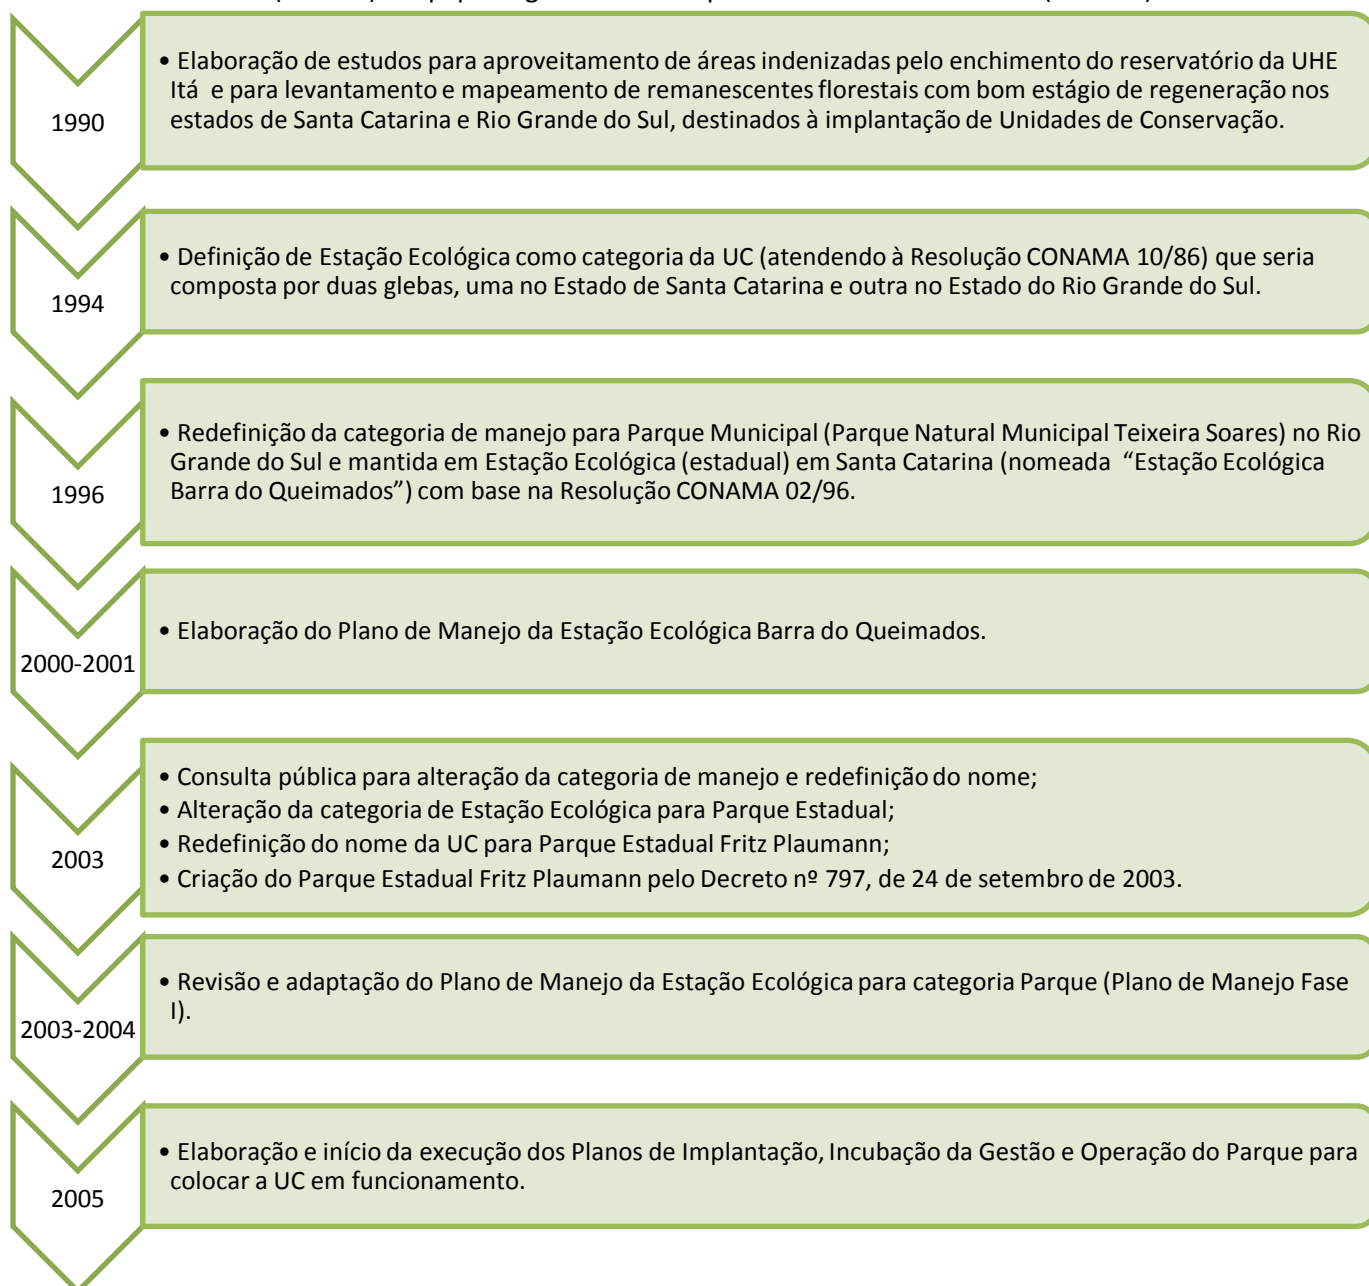 1990
• Elaboração de estudos para aproveitamento de áreas indenizadas pelo enchimento do reservatório da UHE
Itá e para levantamento e mapeamento de remanescentes florestais com bom estágio de regeneração nos
estados de Santa Catarina e Rio Grande do Sul, destinados à implantação de Unidades de Conservação.
1994
• Definição de Estação Ecológica como categoria da UC (atendendo à Resolução CONAMA 10/86) que seria
composta por duas glebas, uma no Estado de Santa Catarina e outra no Estado do Rio Grande do Sul.
1996
• Redefinição da categoria de manejo para Parque Municipal (Parque Natural Municipal Teixeira Soares) no Rio
Grande do Sul e mantida em Estação Ecológica (estadual) em Santa Catarina (nomeada “Estação Ecológica
Barra do Queimados”) com base na Resolução CONAMA 02/96.
2000-2001
• Elaboração do Plano de Manejo da Estação Ecológica Barra do Queimados.
2003
• Consulta pública para alteração da categoria de manejo e redefinição do nome;
• Alteração da categoria de Estação Ecológica para Parque Estadual;
• Redefinição do nome da UC para Parque Estadual Fritz Plaumann;
• Criação do Parque Estadual Fritz Plaumann pelo Decreto nº 797, de 24 de setembro de 2003.
2003-2004
• Revisão e adaptação do Plano de Manejo da Estação Ecológica para categoria Parque (Plano de Manejo Fase
I).
2005
• Elaboração e início da execução dos Planos de Implantação, Incubação da Gestão e Operação do Parque para
colocar a UC em funcionamento.